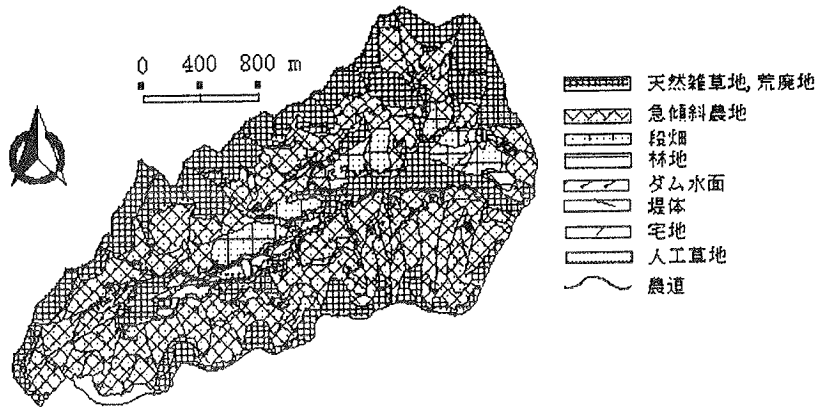 0 400 800 m
天然雑草地,荒廃地
急傾斜農地
段畑
林地
ダム水面
堤体
宅地
人工草地
農道